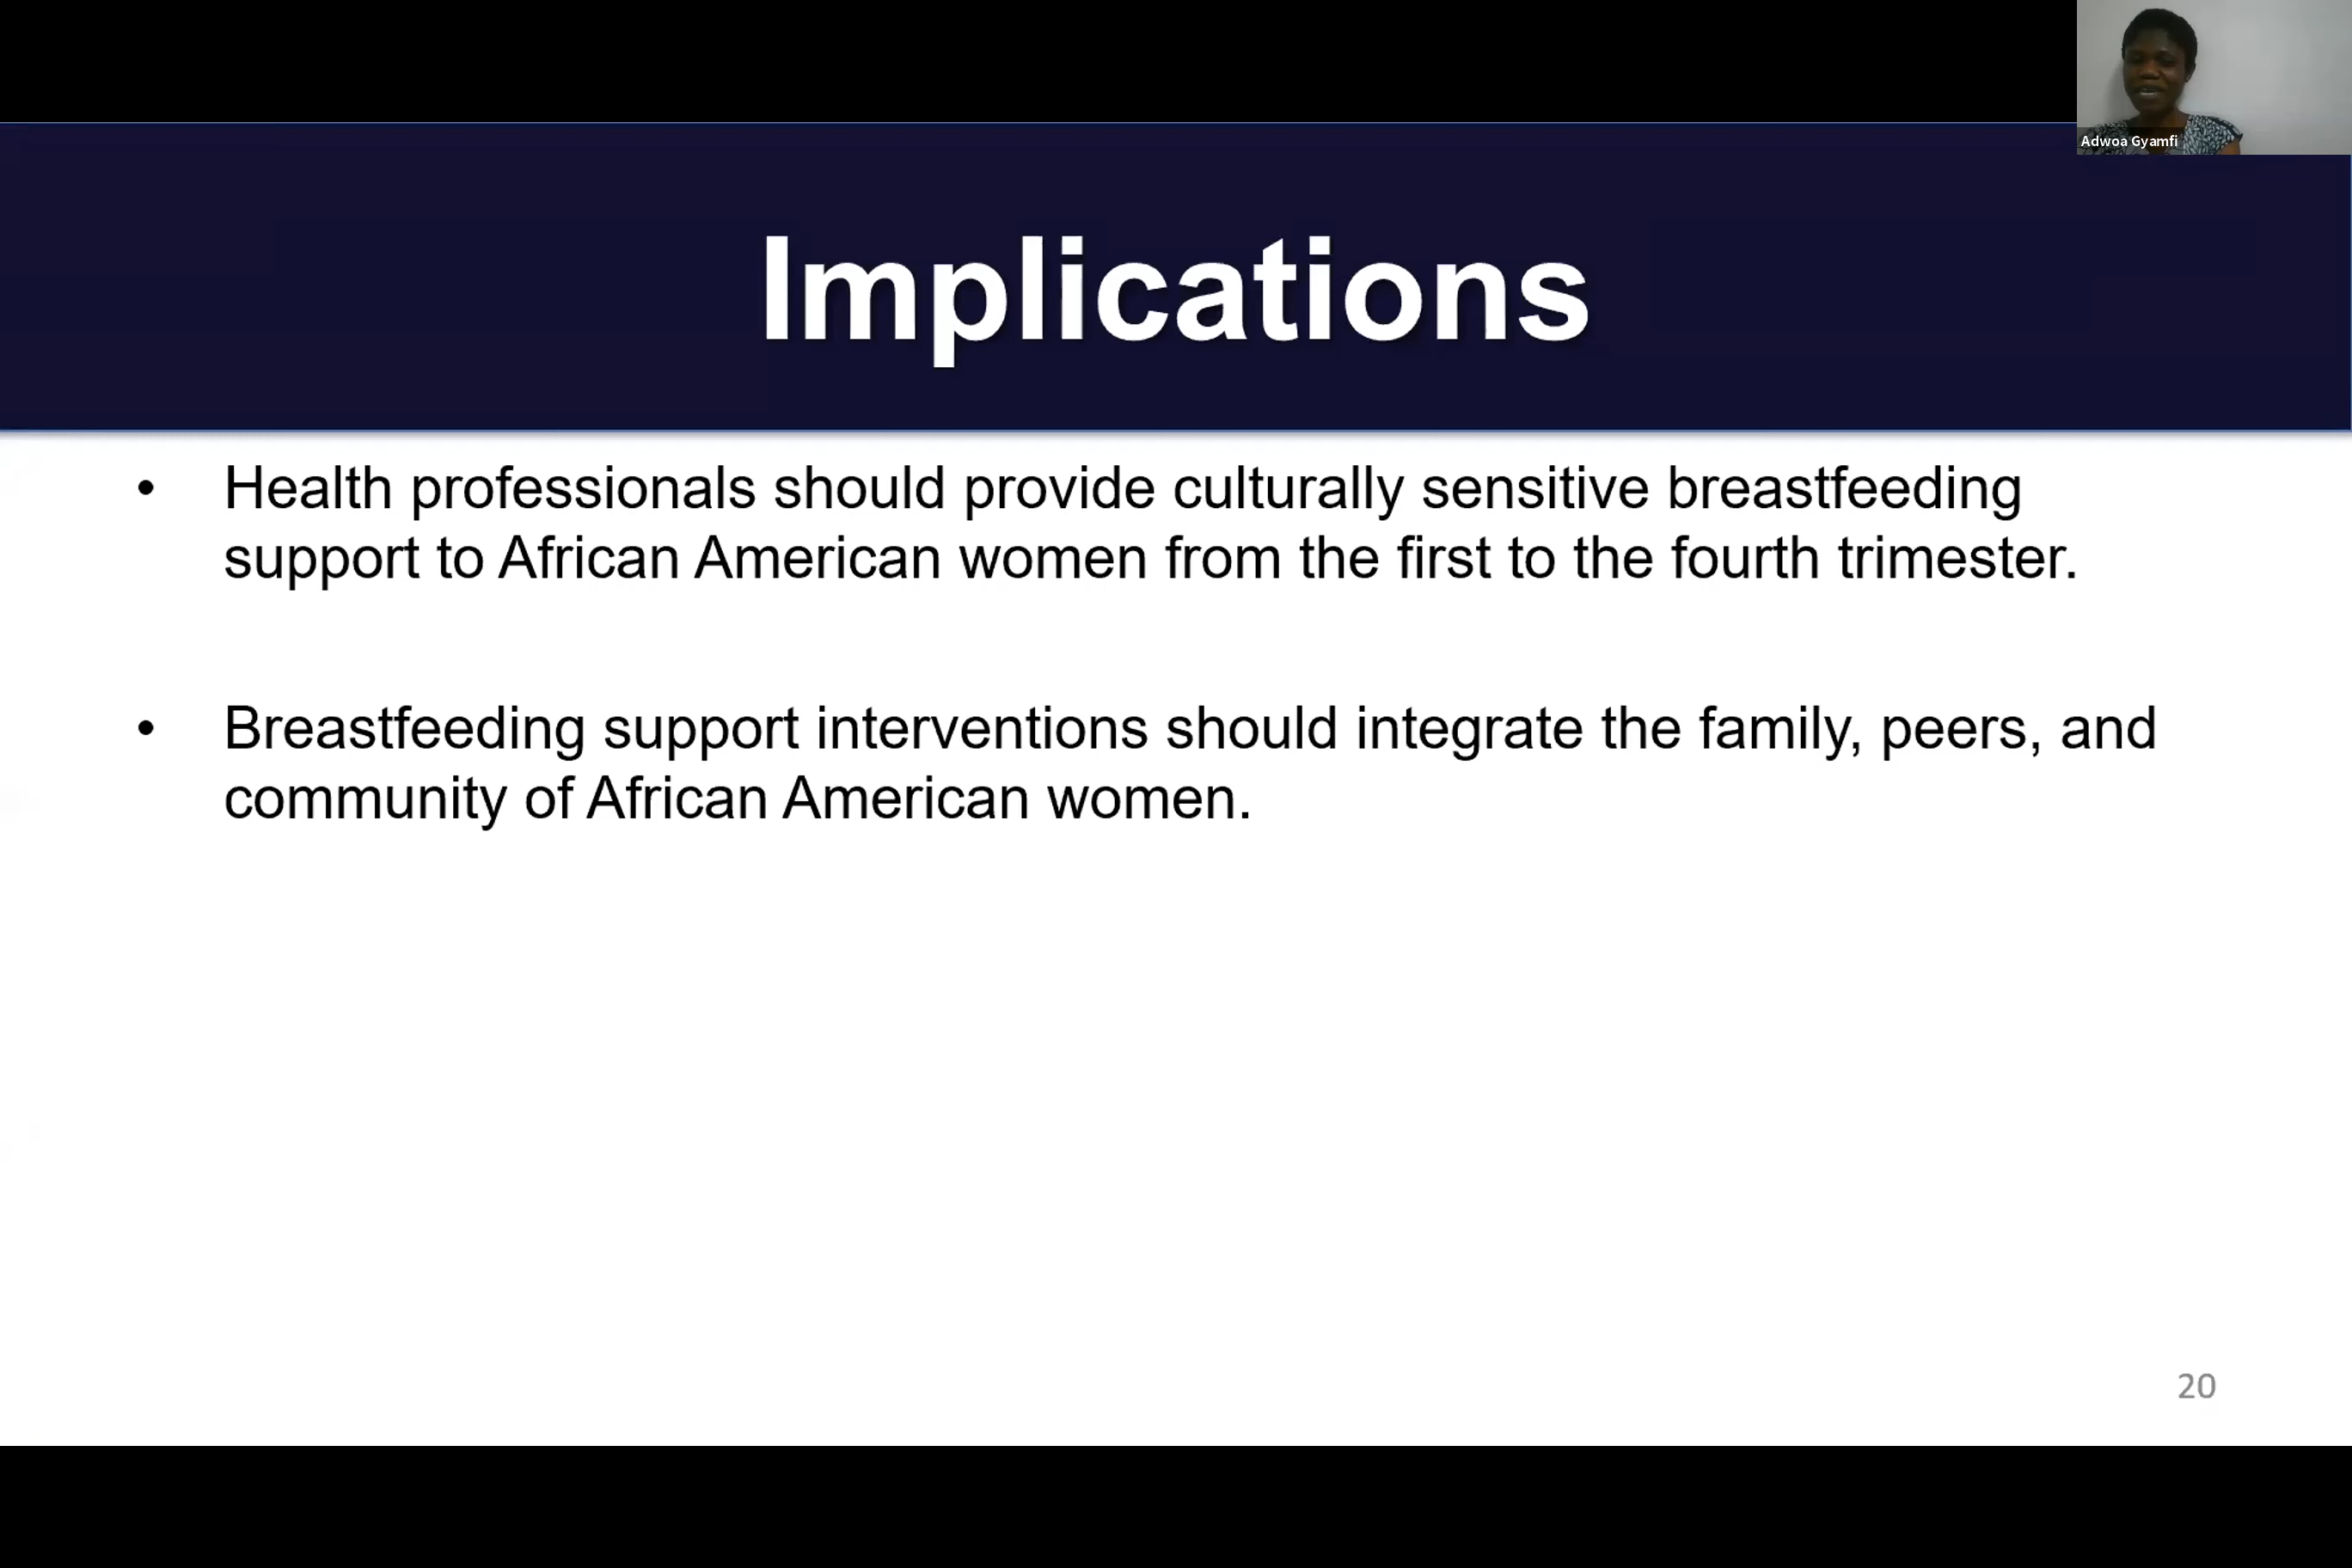 Adwoa Gyamfi
Implications
• Health professionals should provide culturally sensitive breastfeeding
support to African American women from the first to the fourth trimester.
• Breastfeeding support interventions should integrate the family, peers, and
community of African American women.
20